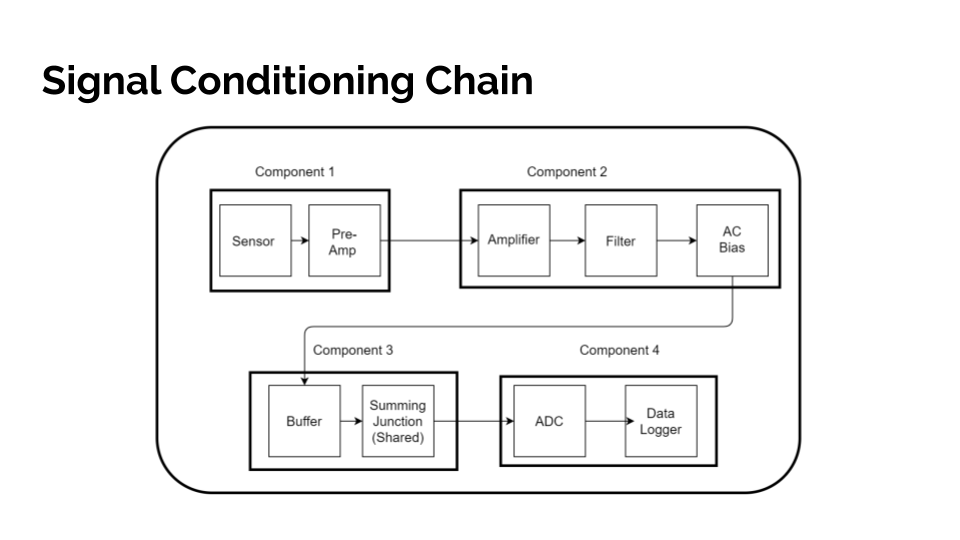 Signal Conditioning Chain
Component 1
Component 2
Sensor
Pre-
Amp
Amplifier
Filter
AC
Bias
Component 3
Component 4
Buffer
Summing
Junction
(Shared)
ADC
Data
Logger